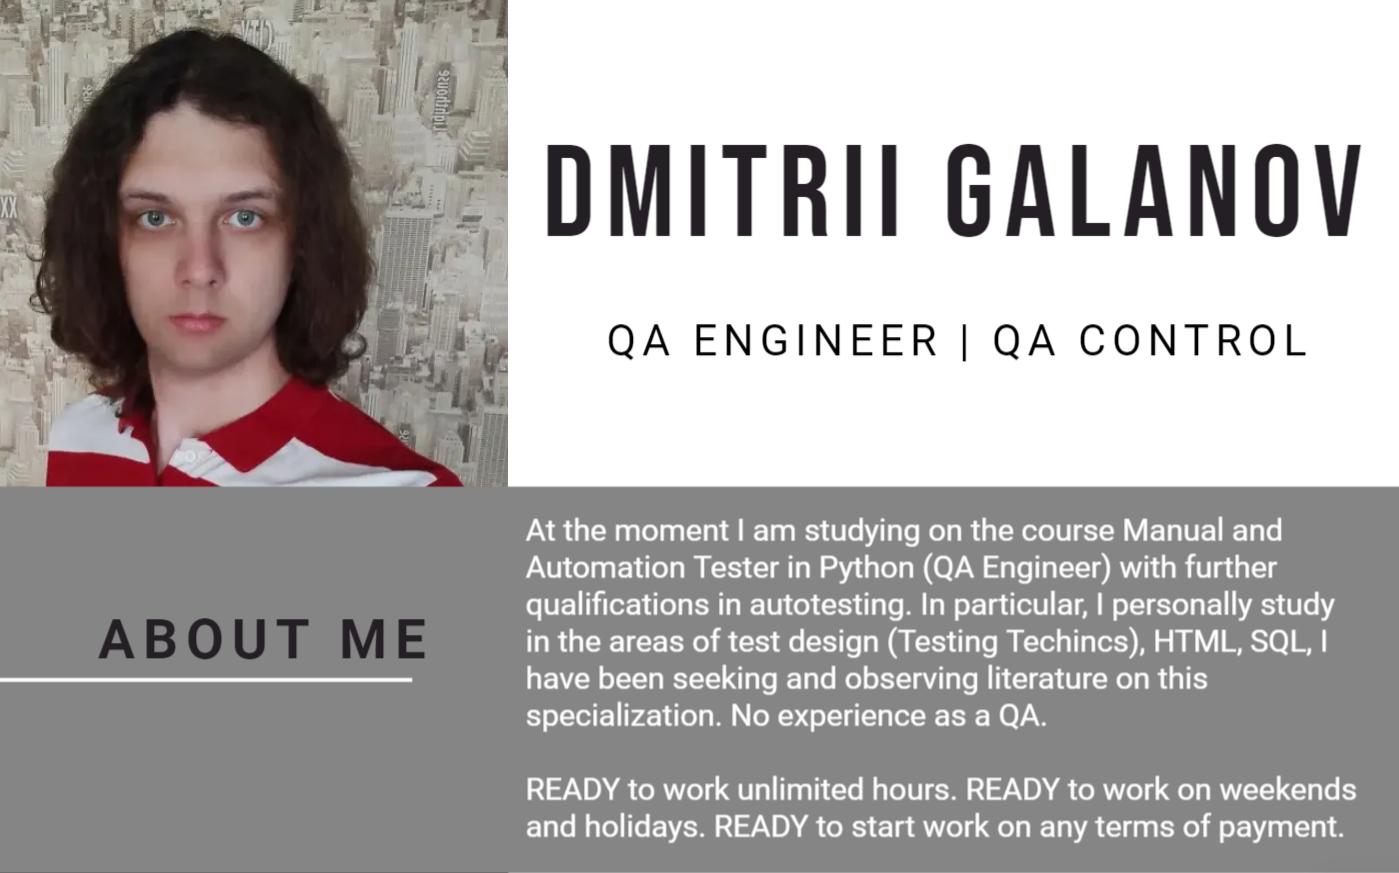 DMITRII GALANOV
QA ENGINEER | QA CONTROL
ABOUT ME
At the moment I am studying on the course Manual and
Automation Tester in Python (QA Engineer) with further
qualifications in autotesting. In particular, I personally study
in the areas of test design (Testing Techincs), HTML, SQL, I
have been seeking and observing literature on this
specialization. No experience as a QA.
READY to work unlimited hours. READY to work on weekends
and holidays. READY to start work on any terms of payment.